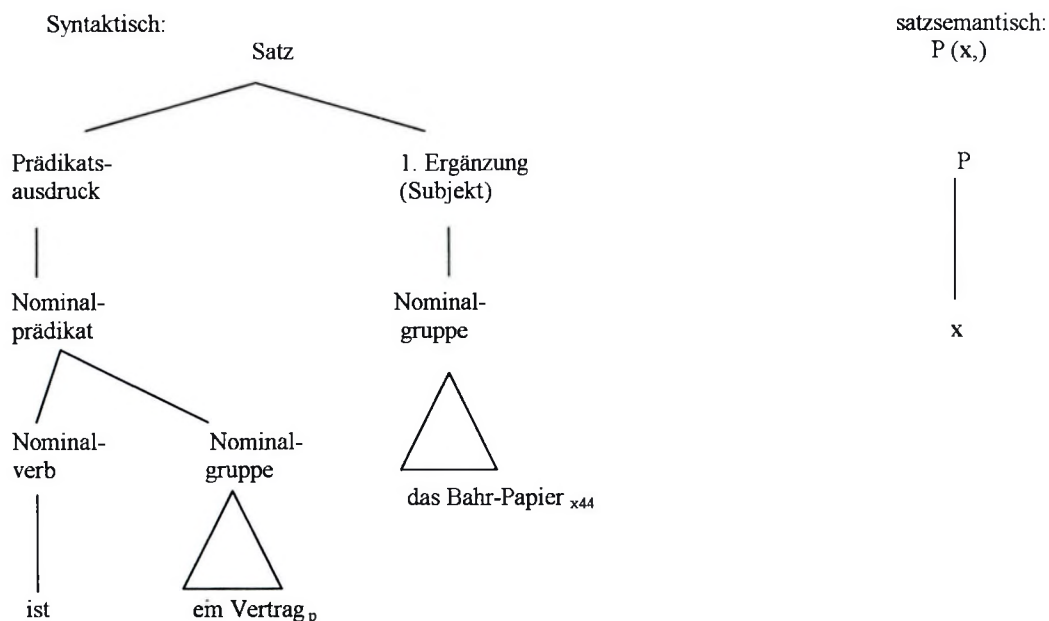 Syntaktisch:
satzsemantisch:
Satz
P (x,)
Prädikats-
ausdruck
1. Ergänzung
(Subjekt)
P
Nominal-
prädikat
Nominal-
gruppe
x
Nominal-
verb
Nominal-
gruppe
das Bahr-Papier x44
ist
ein Vertrag p